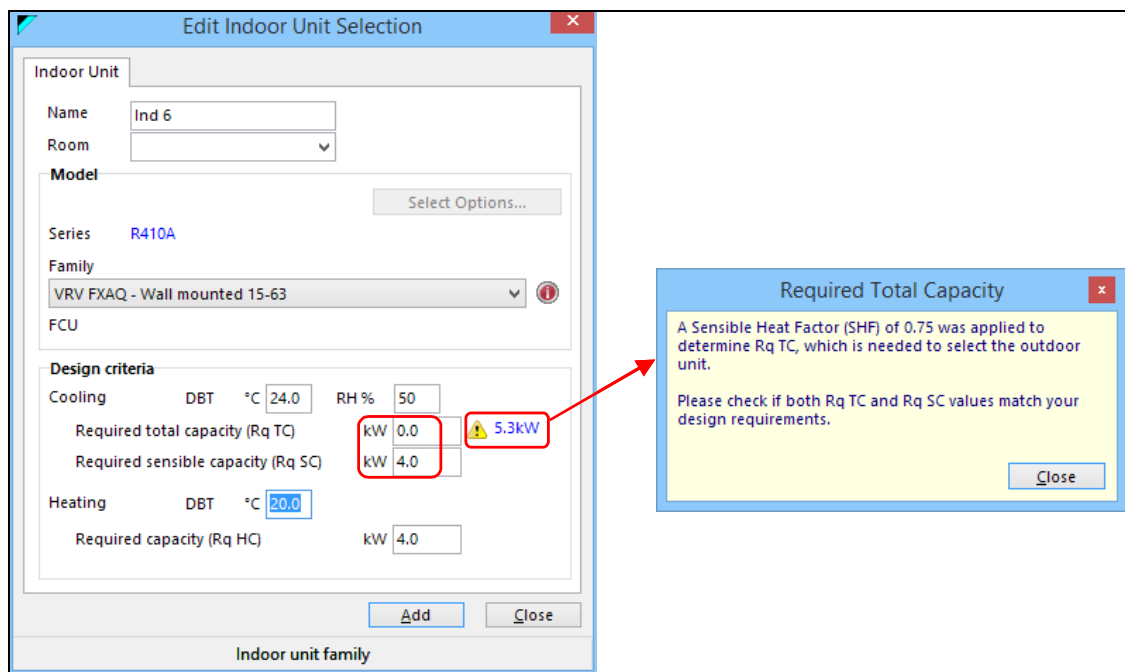 Edit Indoor Unit Selection
Indoor Unit
Name Ind 6
Room
Model
Select Options...
Series R410A
Family
VRV FXAQ - Wall mounted 15-63
FCU
Design criteria
Cooling DBT °C 24.0 RH % 50
Required total capacity (Rq TC) kW 0.0 5.3kW
Required sensible capacity (Rq SC) kW 4.0
Heating DBT °C 20.0
Required capacity (Rq HC) kW 4.0
Add Close
Indoor unit family
Required Total Capacity
A Sensible Heat Factor (SHF) of 0.75 was applied to
determine Rq TC, which is needed to select the outdoor
unit.
Please check if both Rq TC and Rq SC values match your
design requirements.
Close